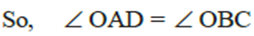 So, ∠ OAD = ∠ OBC